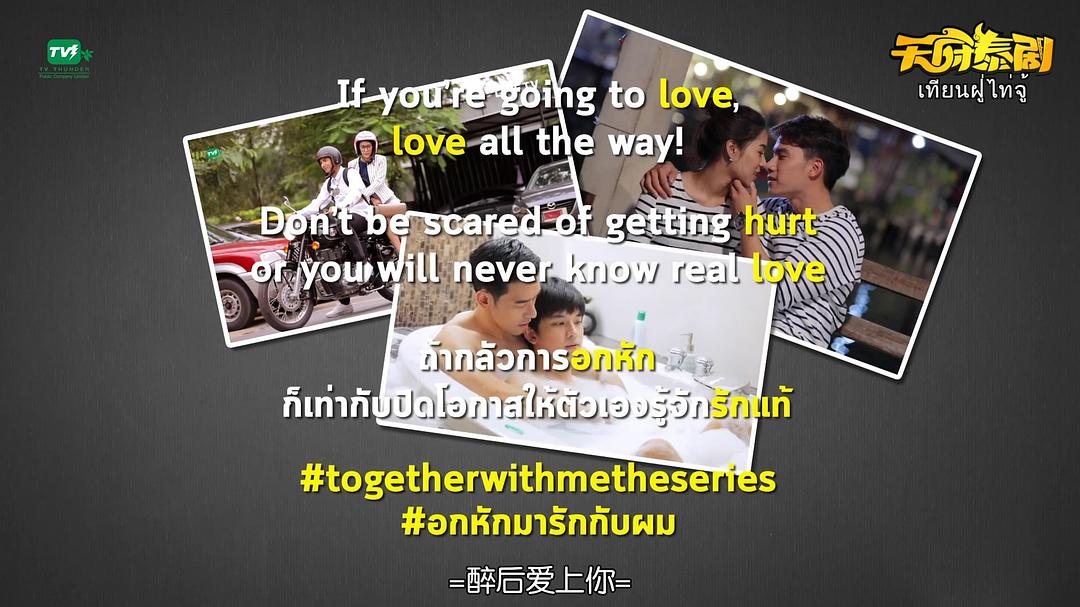 TV
TV THUNDER
Public Company Limited
天府泰剧
เทียนฝู่ไท่จวี้
If you're going to love,
love all the way!
Don't be scared of getting hurt
or you will never know real love
ถ้ากลัวการอกหัก
ก็เท่ากับปิดโอกาสให้ตัวเองรู้จักรักแท้
#togetherwithmetheseries
#อกหักมารักกับผม
=醉后爱上你=